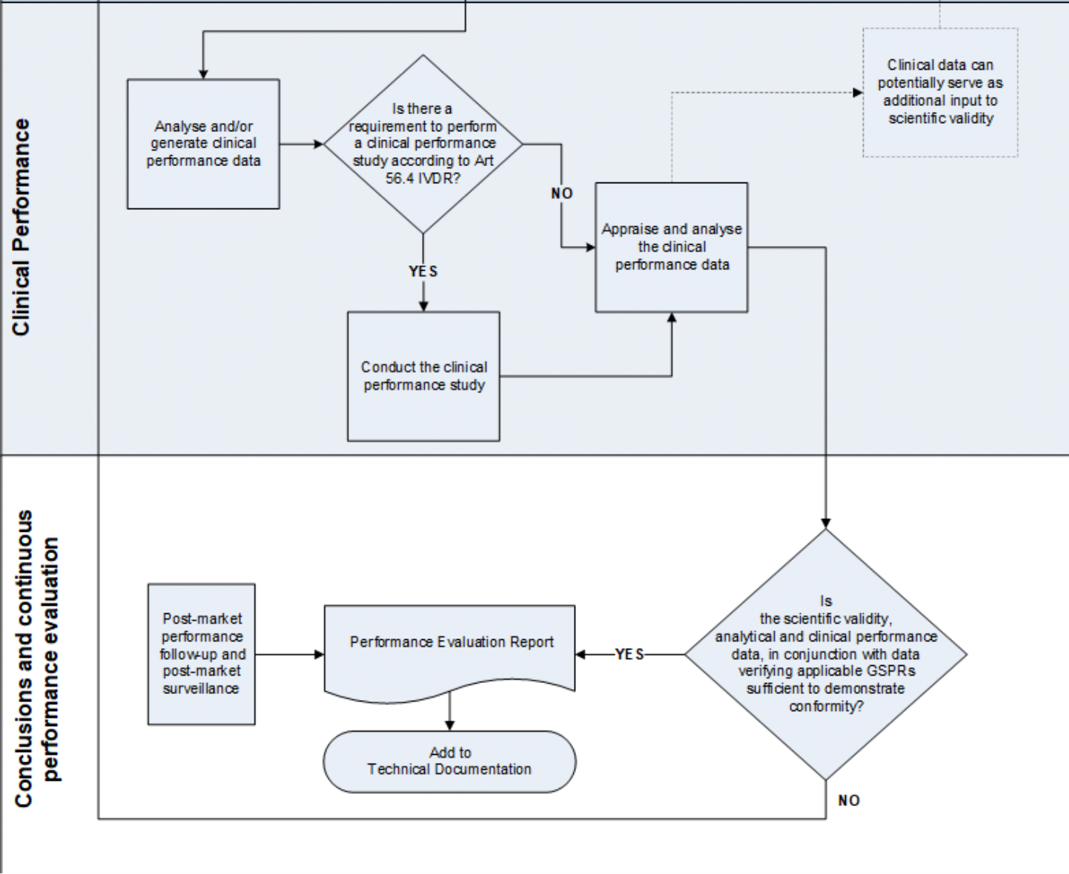 Clinical Performance
Analyse and/or
generate clinical
performance data
Is there a
requirement to perform
a clinical performance
study according to Art
56.4 IVDR?
NO
YES
Conduct the clinical
performance study
Appraise and analyse
the clinical
performance data
Clinical data can
potentially serve as
additional input to
scientific validity
Conclusions and continuous
performance evaluation
Post-market
performance
follow-up and
post-market
surveillance
Performance Evaluation Report
Add to
Technical Documentation
YES
Is
the scientific validity,
analytical and clinical performance
data, in conjunction with data
verifying applicable GSPRs
sufficient to demonstrate
conformity?
NO